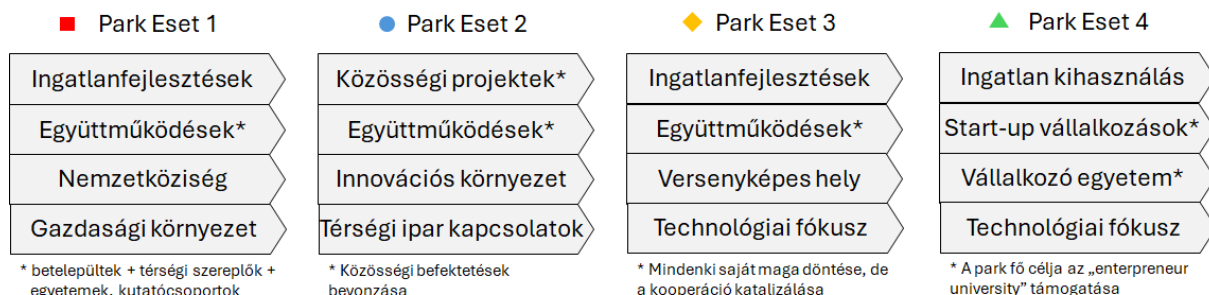 Park Eset 1
Ingatlanfejlesztések
Együttműködések*
Nemzetköziség
Gazdasági környezet
* betelepültek + térségi szereplők +
egyetemek, kutatócsoportok
Park Eset 2
Közösségi projektek*
Együttműködések*
Innovációs környezet
Térségi ipar kapcsolatok
* Közösségi befektetések
bevonzása
Park Eset 3
Ingatlanfejlesztések
Együttműködések*
Versenyképes hely
Technológiai fókusz
* Mindenki saját maga döntése, de
a kooperáció katalizálása
Park Eset 4
Ingatlan kihasználás
Start-up vállalkozások*
Vállalkozó egyetem*
Technológiai fókusz
* A park fő célja az „enterpreneur
university” támogatása